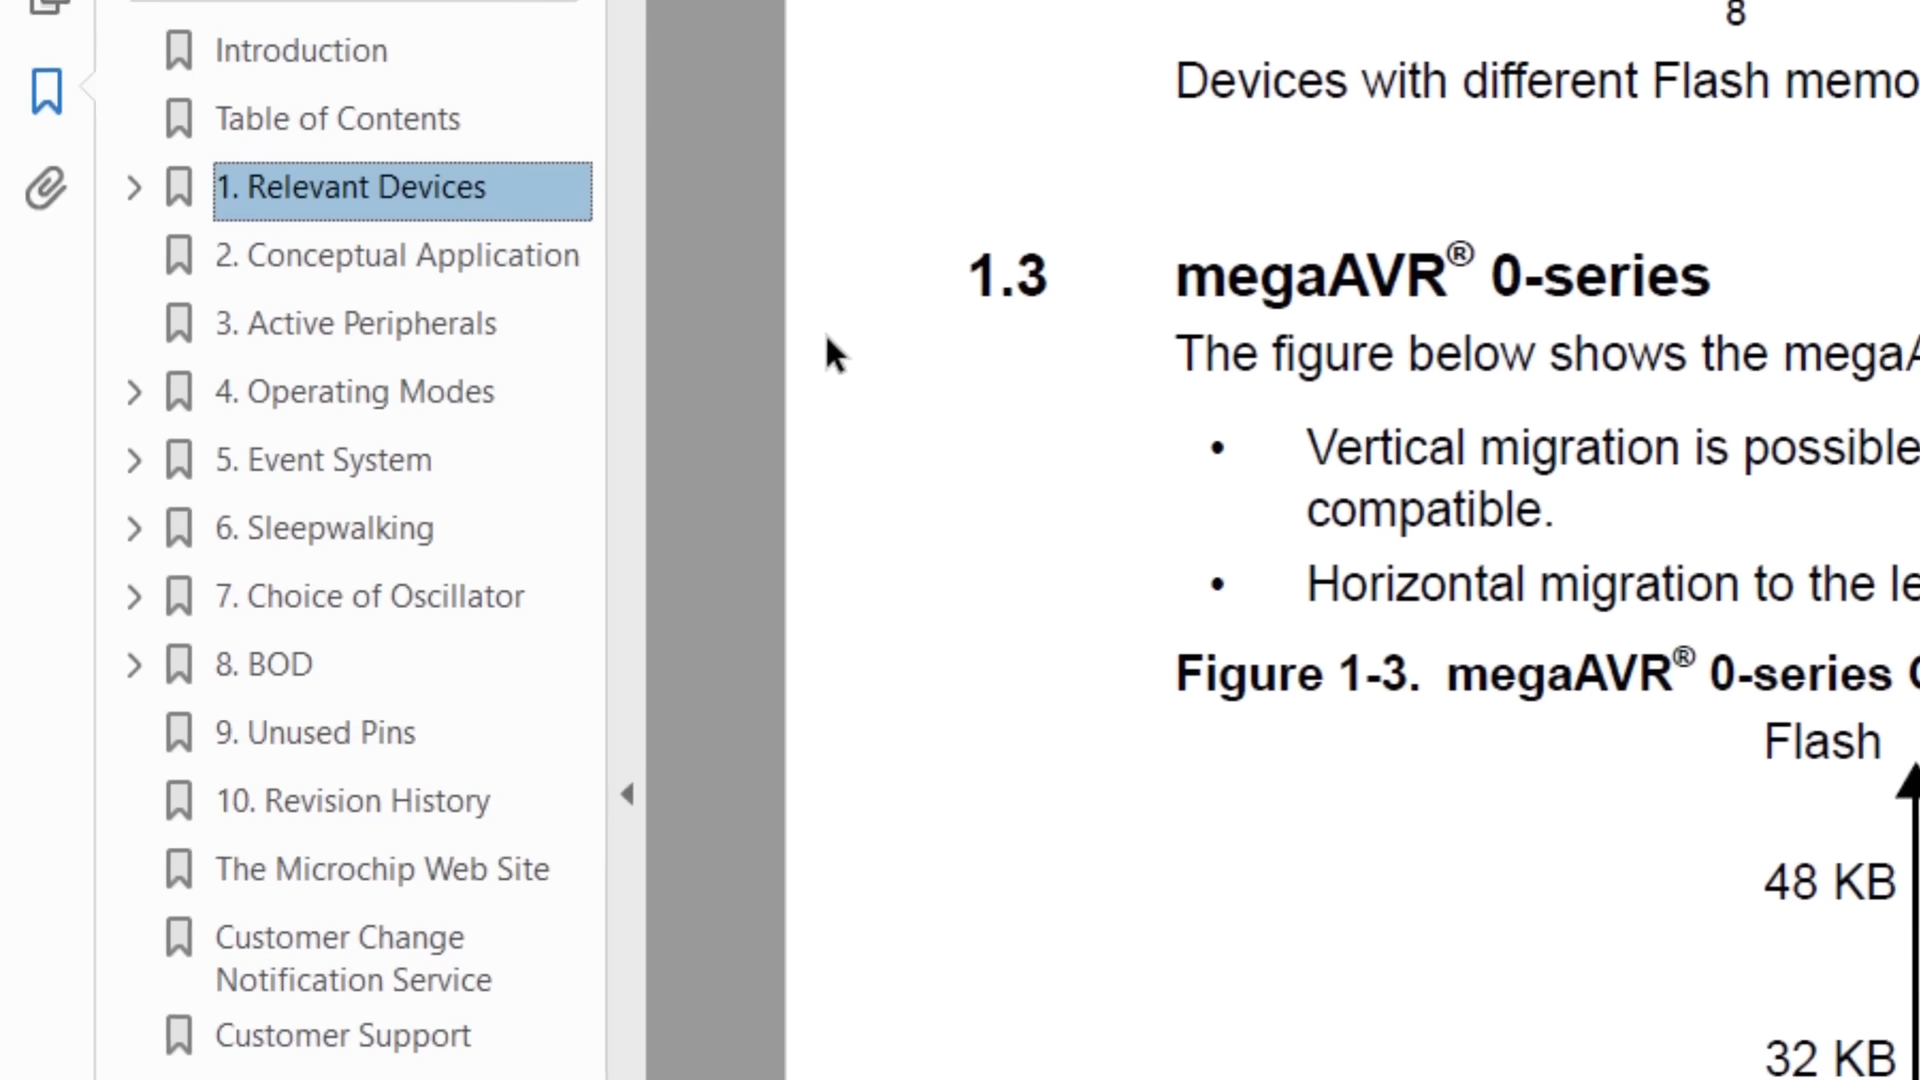 Introduction
Table of Contents
1. Relevant Devices
2. Conceptual Application
3. Active Peripherals
4. Operating Modes
5. Event System
6. Sleepwalking
7. Choice of Oscillator
8. BOD
9. Unused Pins
10. Revision History
The Microchip Web Site
Customer Change
Notification Service
Customer Support
8
Devices with different Flash memo
1.3 megaAVR® 0-series
The figure below shows the mega
• Vertical migration is possible
compatible.
• Horizontal migration to the le
Figure 1-3. megaAVR® 0-series
Flash
48 KB
32 KB